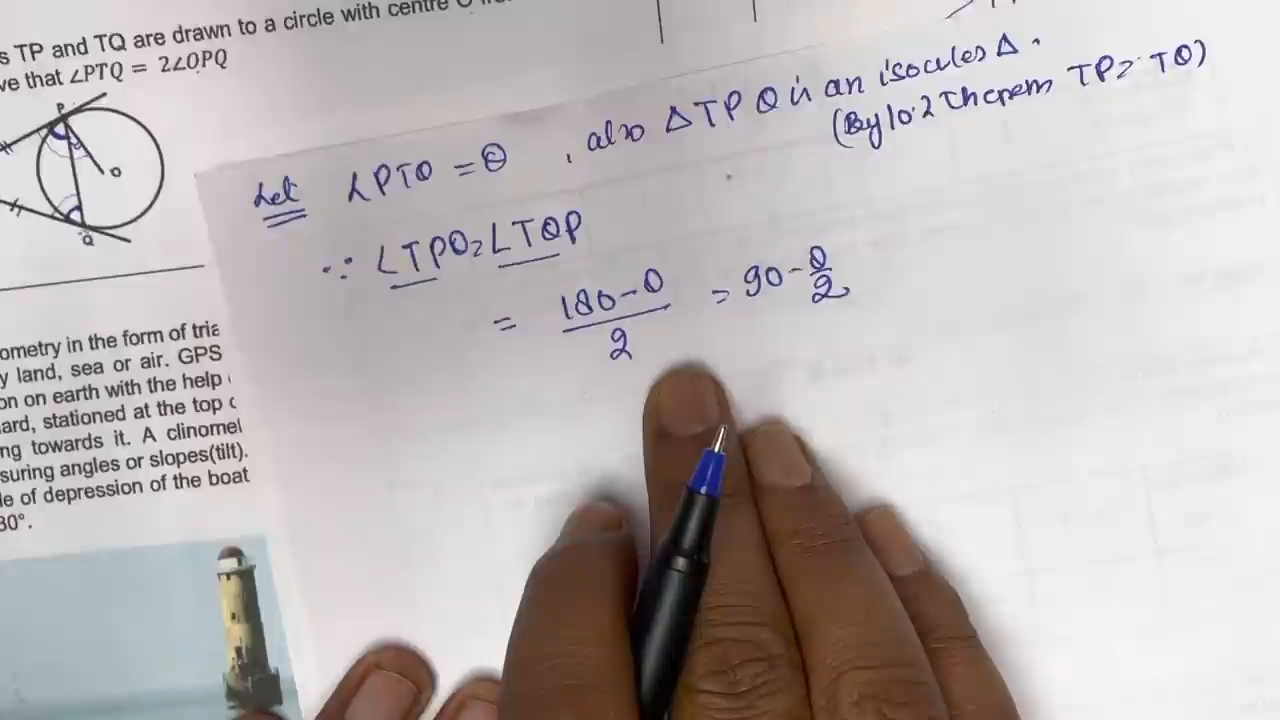 s TP and TQ are drawn to a circle with centre O
ve that ∠PTQ = 2∠OPQ
P
O
Q
Let ∠PTQ = θ , also ΔTPQ is an isoceles Δ.
(By 10.2 Therem TP = TQ)
∵ ∠TPQ = ∠TQP
= 180-θ / 2 = 90 - θ/2
ometry in the form of tria
y land, sea or air. GPS
on on earth with the help
ard, stationed at the top c
ng towards it. A clinomel
suring angles or slopes(tilt).
le of depression of the boat
30°.